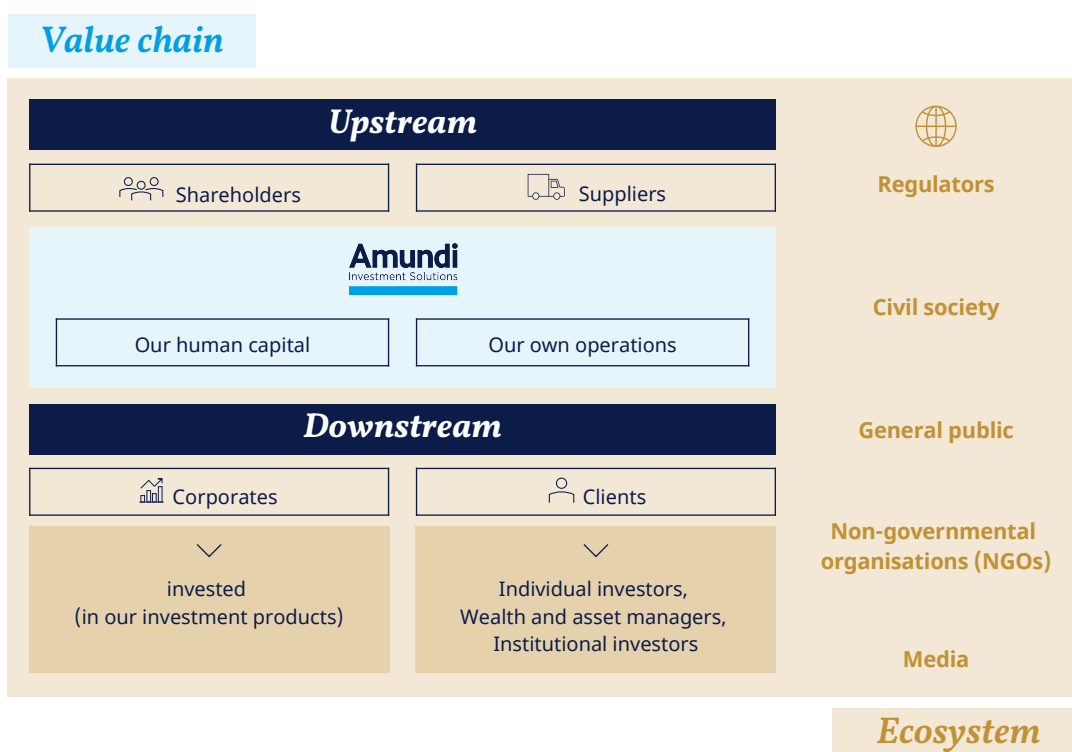 Value chain
Upstream
Shareholders
Suppliers
Amundi
Investment Solutions
Our human capital
Our own operations
Downstream
Corporates
Clients
invested
(in our investment products)
Individual investors,
Wealth and asset managers,
Institutional investors
Regulators
Civil society
General public
Non-governmental
organisations (NGOs)
Media
Ecosystem